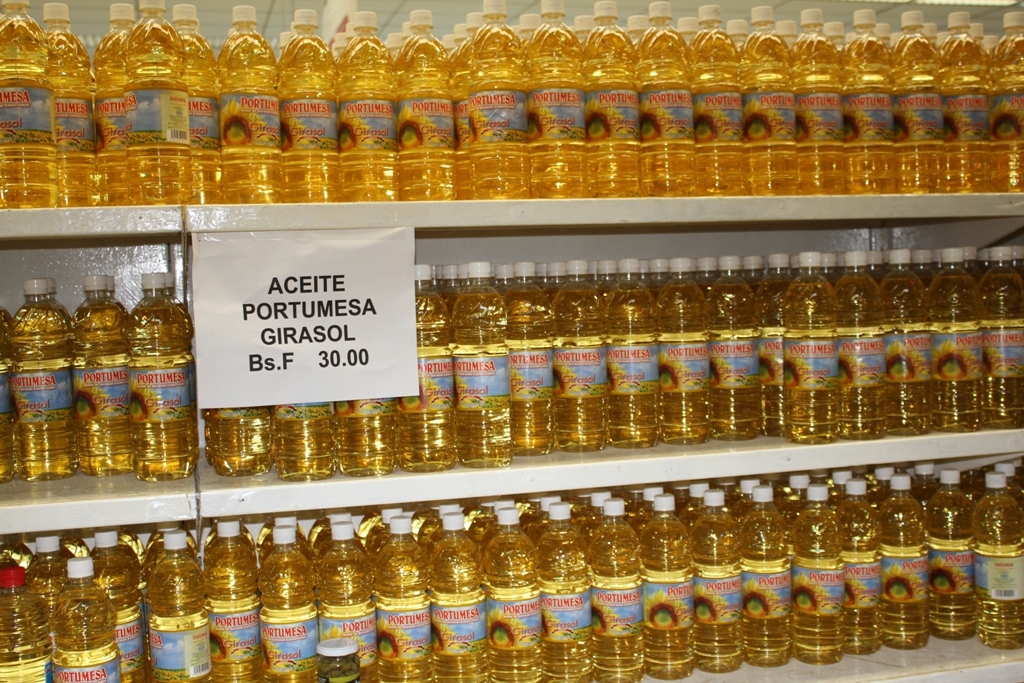 ACEITE
PORTUMESA
GIRASOL
Bs.F 30.00
PORTUMESA
Girasol